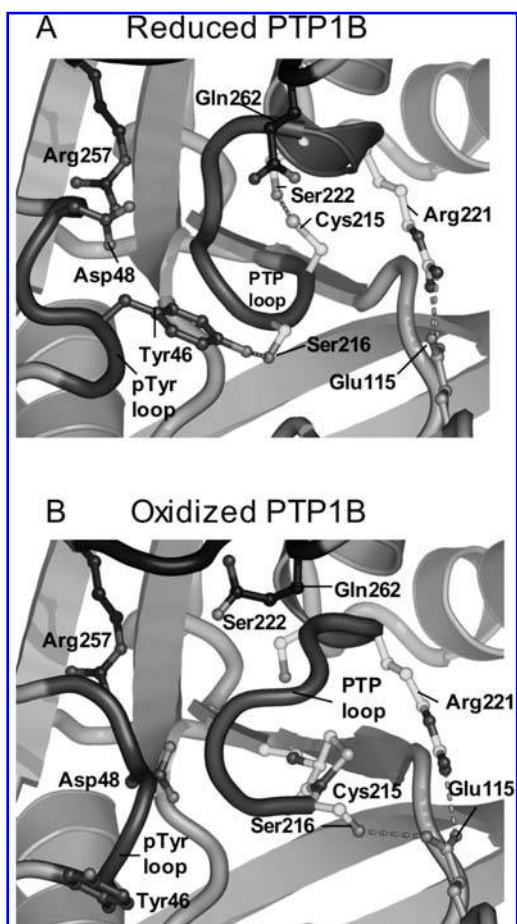 A Reduced PTP1B
Gln262
Arg257
Ser222
Cys215
Arg221
Asp48
PTP
loop
Tyr46
Ser216
pTyr
loop
Glu115
B Oxidized PTP1B
Gln262
Ser222
Arg257
PTP
loop
Arg221
Asp48
Cys215
Glu115
Ser216
pTyr
loop
Tyr46